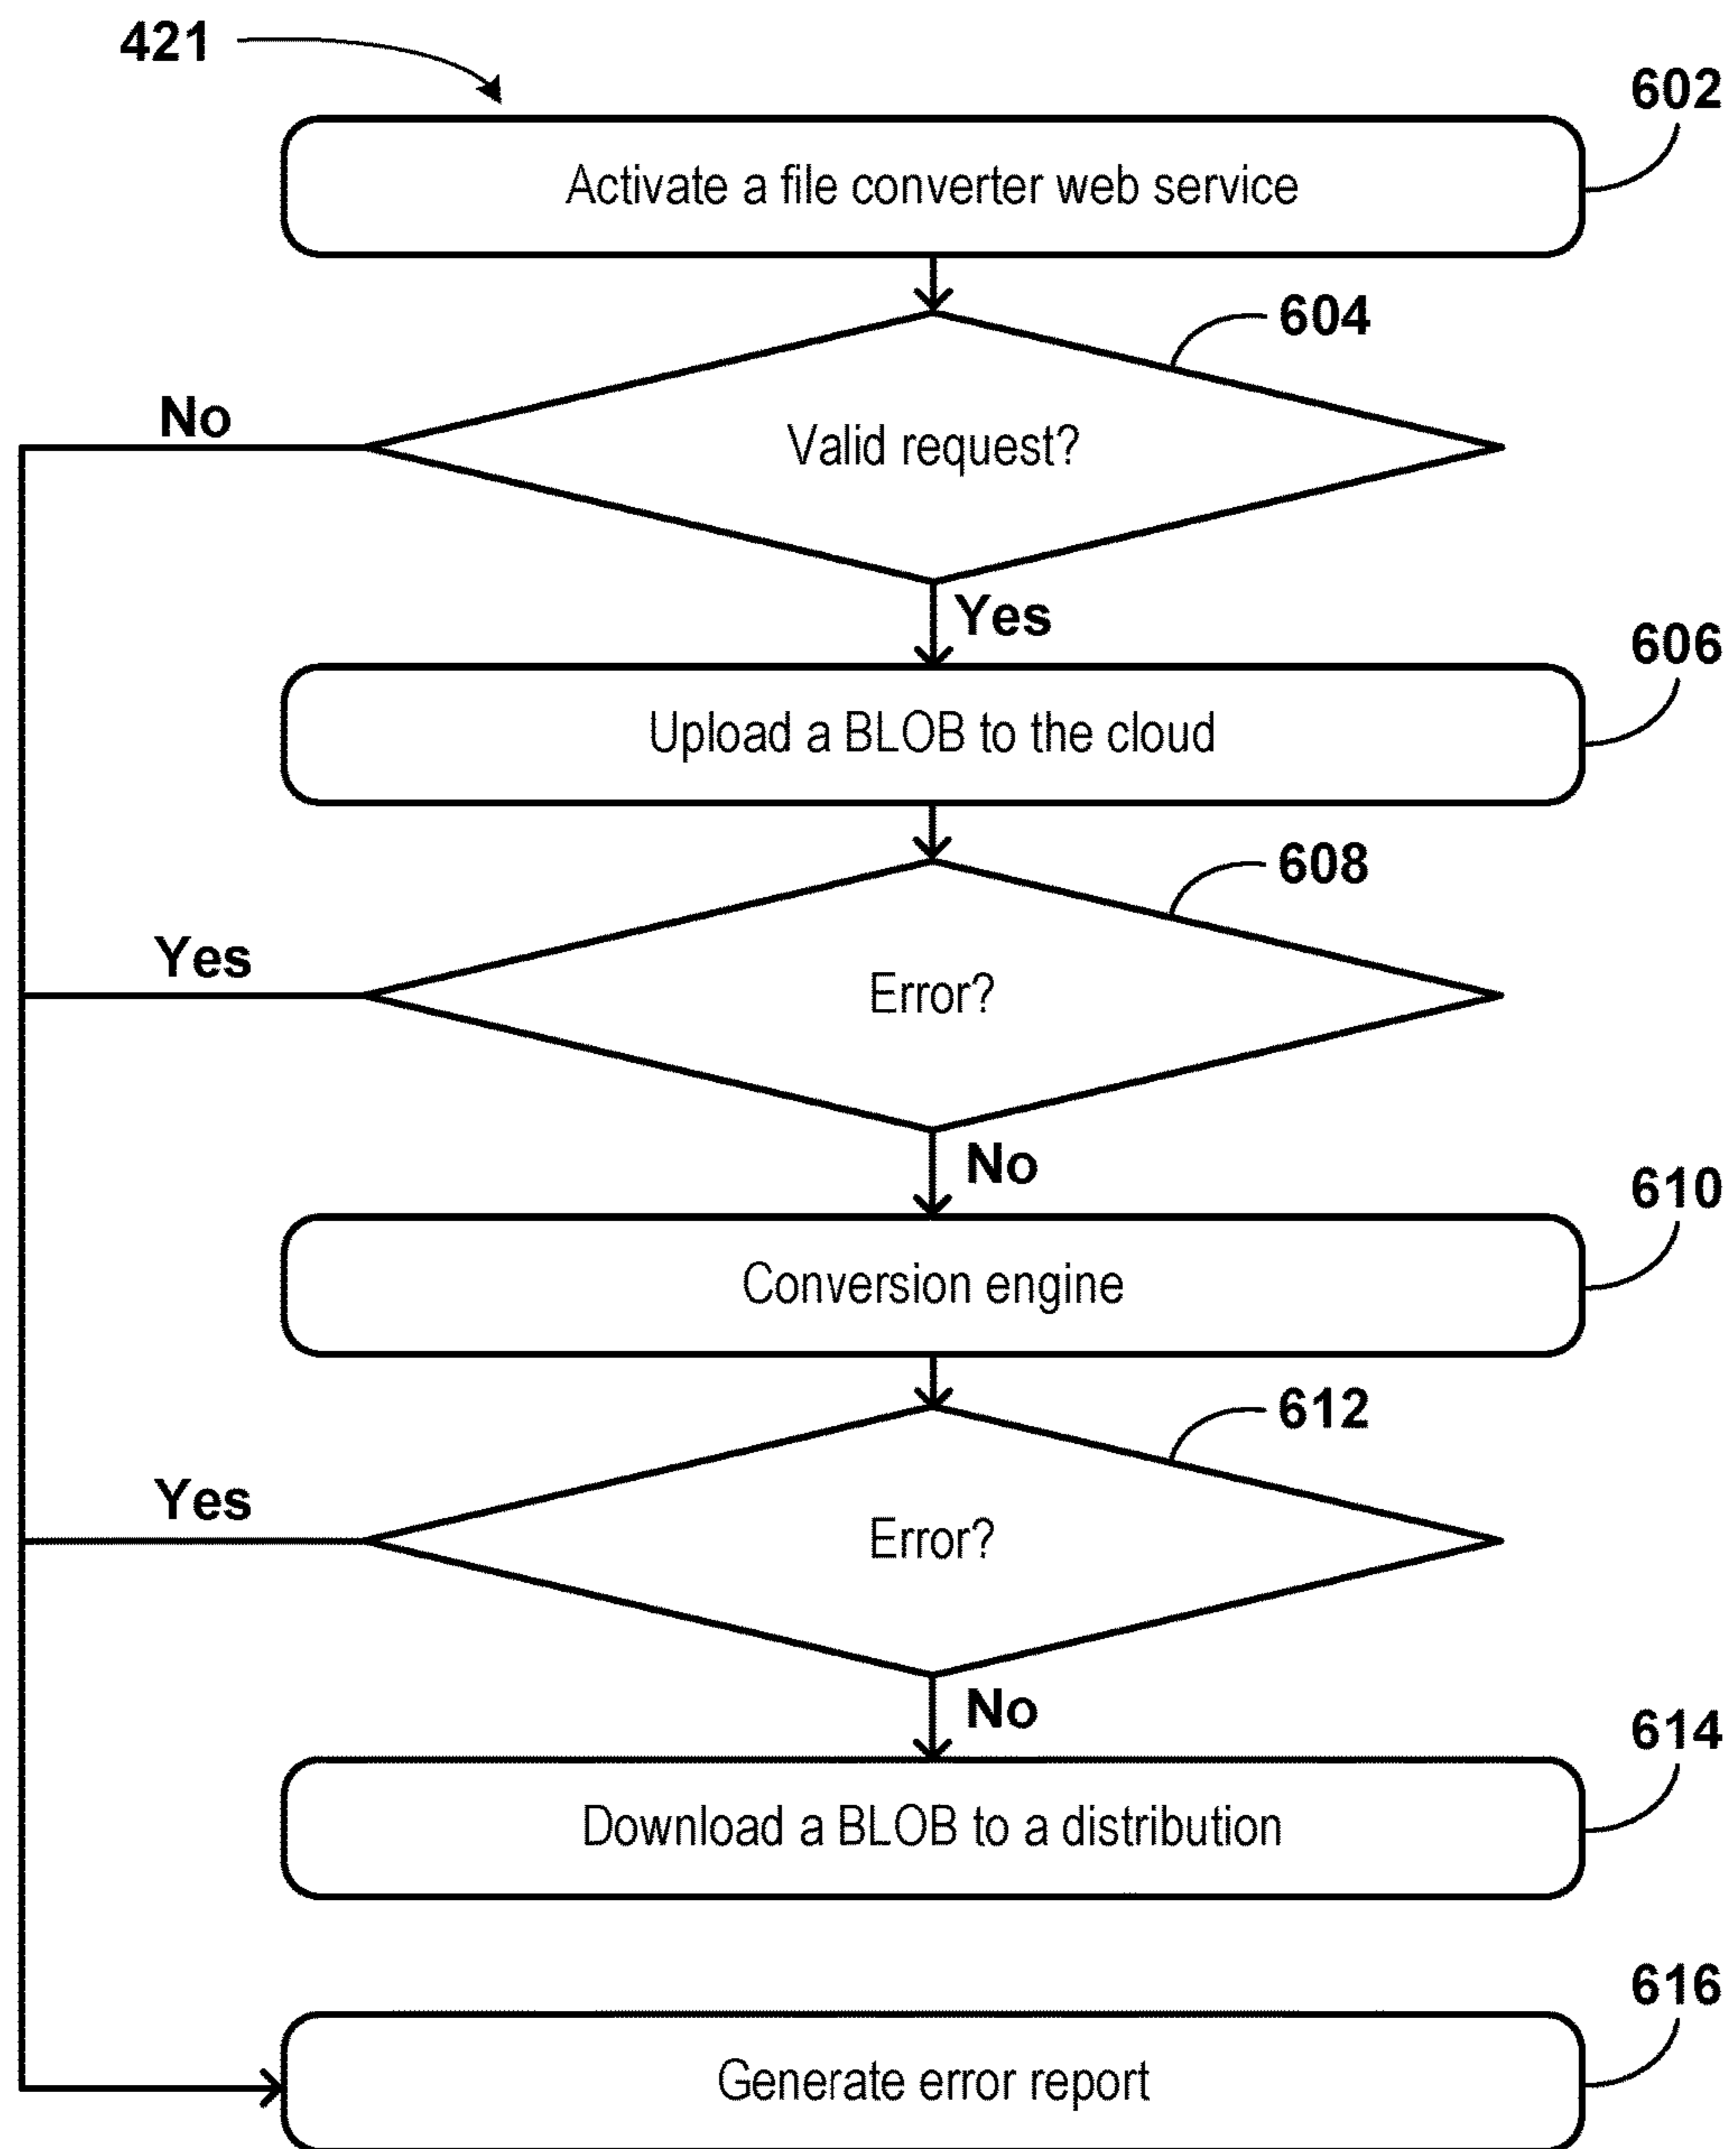 421
602
Activate a file converter web service
604
No
Valid request?
Yes
606
Upload a BLOB to the cloud
608
Yes
Error?
No
610
Conversion engine
612
Yes
Error?
No
614
Download a BLOB to a distribution
616
Generate error report